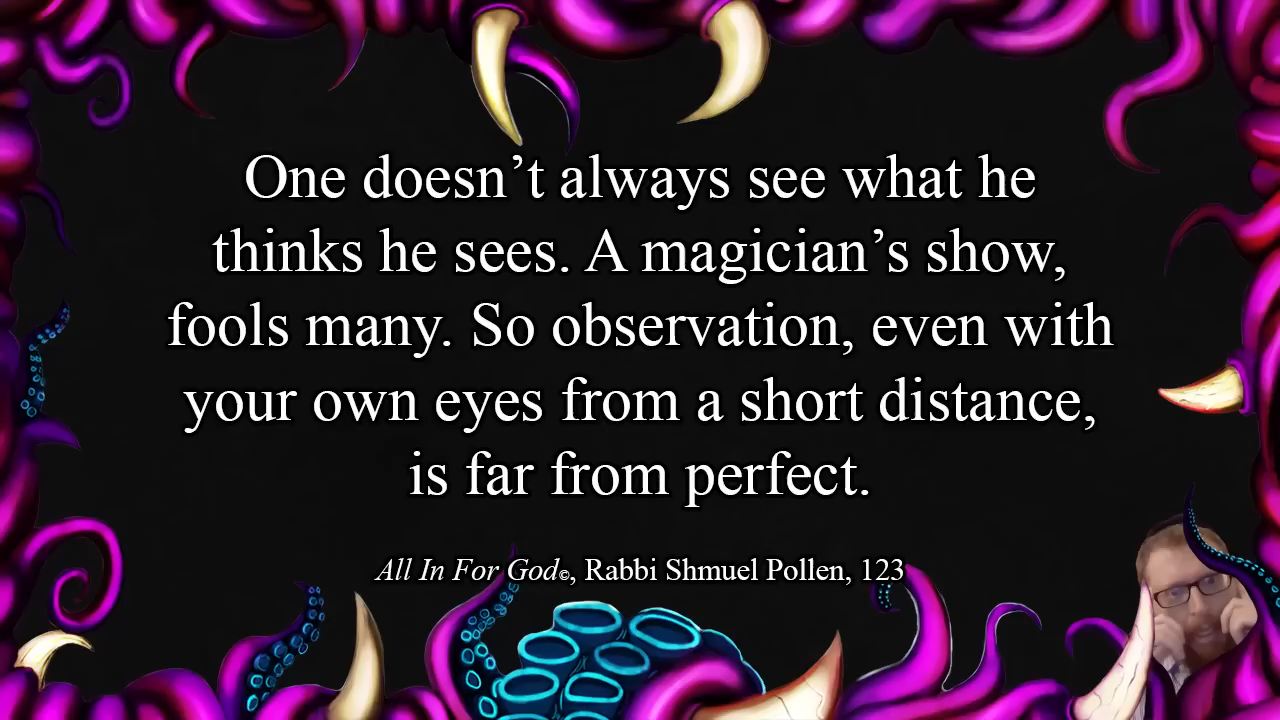 One doesn’t always see what he
thinks he sees. A magician’s show,
fools many. So observation, even with
your own eyes from a short distance,
is far from perfect.
All In For God©, Rabbi Shmuel Pollen, 123